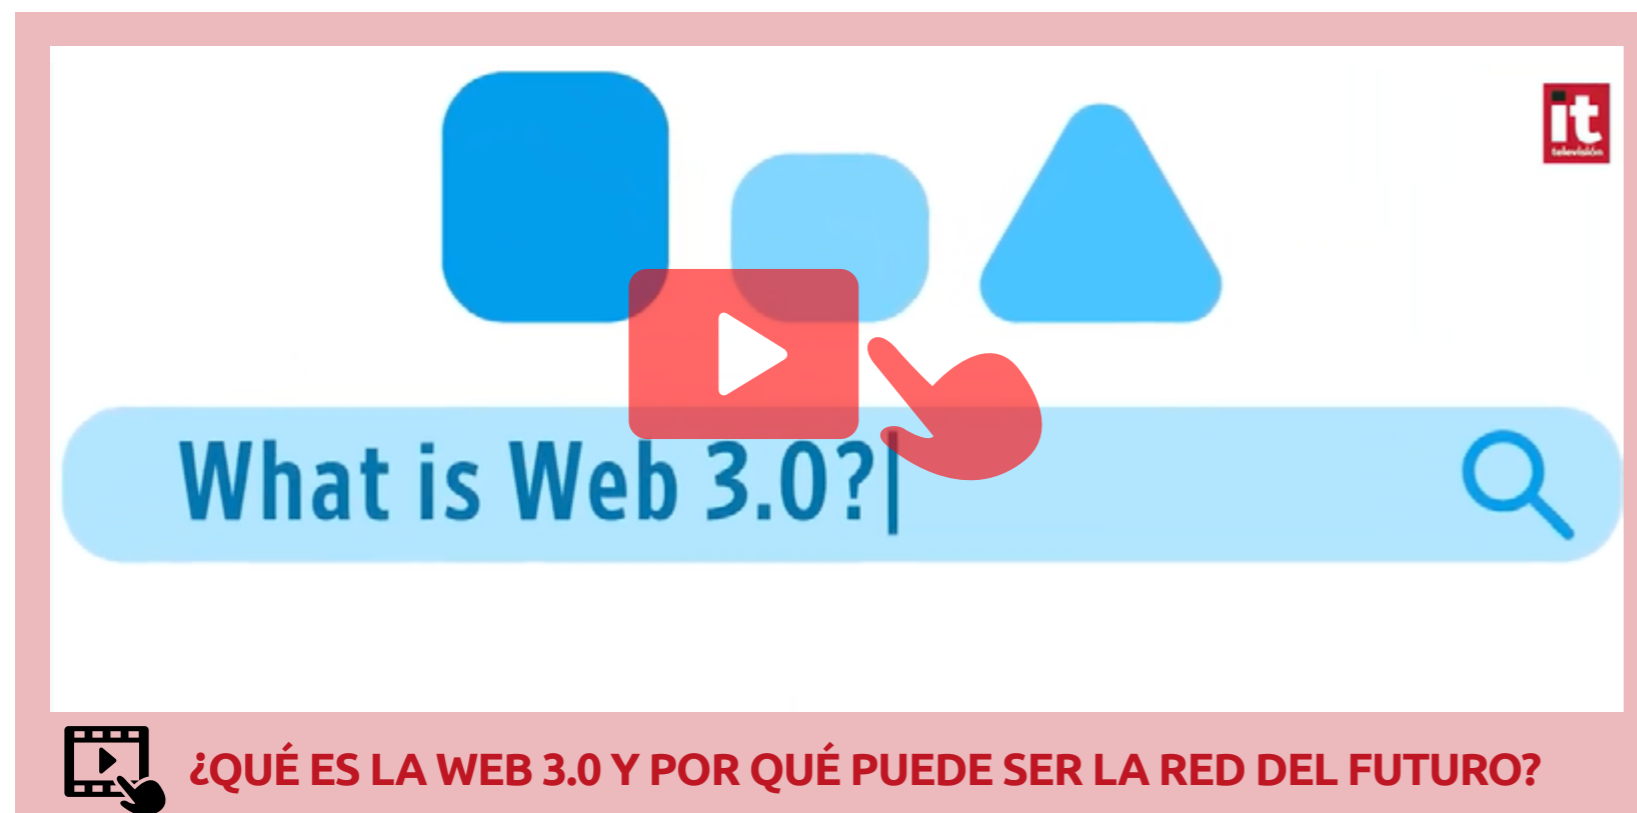 it
televisión
What is Web 3.0?
¿QUÉ ES LA WEB 3.0 Y POR QUÉ PUEDE SER LA RED DEL FUTURO?